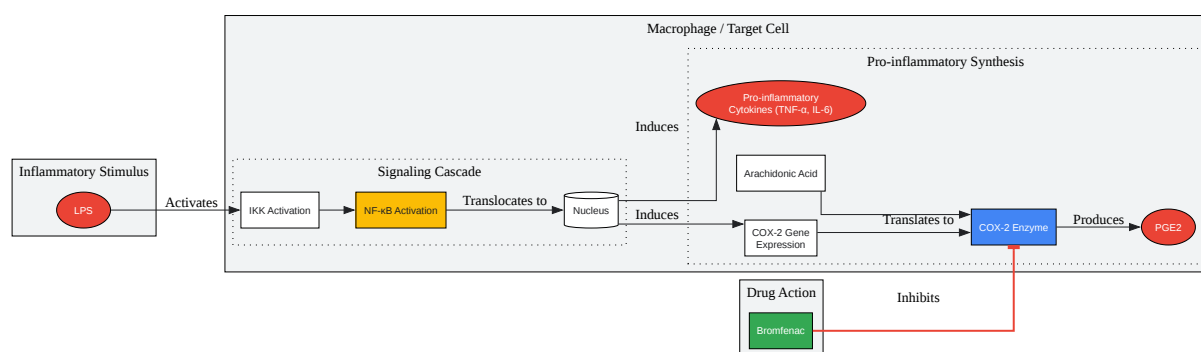 Macrophage / Target Cell
Pro-inflammatory Synthesis
Pro-inflammatory
Cytokines (TNF-α, IL-6)
Induces
Inflammatory Stimulus
LPS
Activates
Signaling Cascade
IKK Activation
NF-κB Activation
Translocates to
Nucleus
Induces
Arachidonic Acid
COX-2 Gene
Expression
Translates to
COX-2 Enzyme
Produces
PGE2
Drug Action
Bromfenac
Inhibits